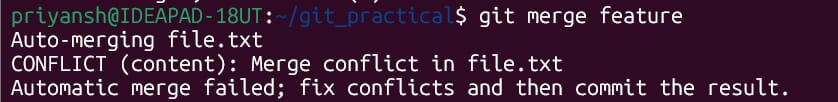 priyansh@IDEAPAD-18UT:~/git_practical$ git merge feature
Auto-merging file.txt
CONFLICT (content): Merge conflict in file.txt
Automatic merge failed; fix conflicts and then commit the result.